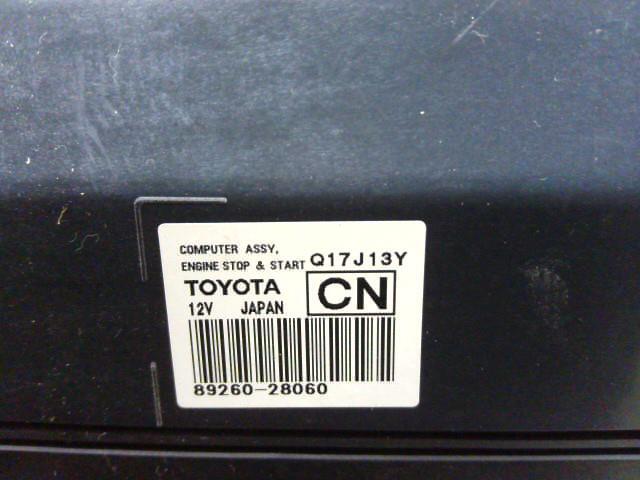 COMPUTER ASSY,
ENGINE STOP & START Q17J13Y
TOYOTA CN
12V JAPAN
89260-28060